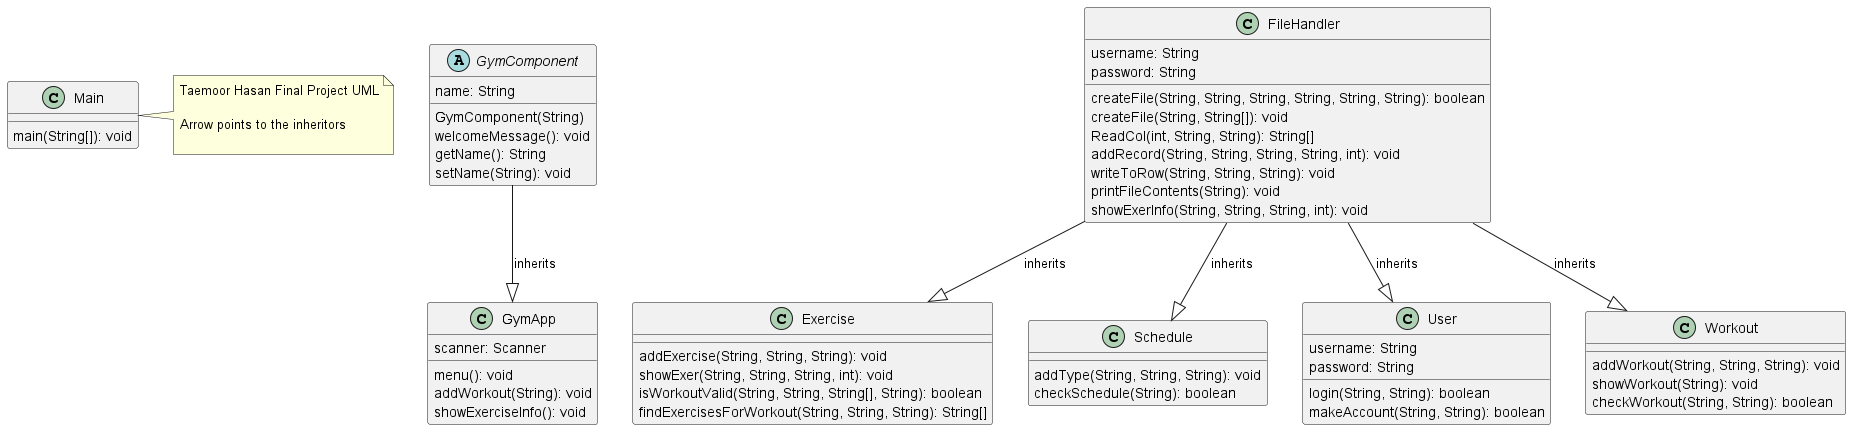 C Main
main(String[]): void
Taemoor Hasan Final Project UML
Arrow points to the inheritors
A GymComponent
name: String
GymComponent(String)
welcomeMessage(): void
getName(): String
setName(String): void
inherits
C GymApp
scanner: Scanner
menu(): void
addWorkout(String): void
showExerciseInfo(): void
C FileHandler
username: String
password: String
createFile(String, String, String, String, String, String): boolean
createFile(String, String[]): void
ReadCol(int, String, String): String[]
addRecord(String, String, String, String, int): void
writeToRow(String, String, String): void
printFileContents(String): void
showExerInfo(String, String, String, int): void
inherits
inherits
inherits
inherits
C Exercise
addExercise(String, String, String): void
showExer(String, String, String, int): void
isWorkoutValid(String, String, String[], String): boolean
findExercisesForWorkout(String, String, String): String[]
C Schedule
addType(String, String, String): void
checkSchedule(String): boolean
C User
username: String
password: String
login(String, String): boolean
makeAccount(String, String): boolean
C Workout
addWorkout(String, String, String): void
showWorkout(String): void
checkWorkout(String, String): boolean